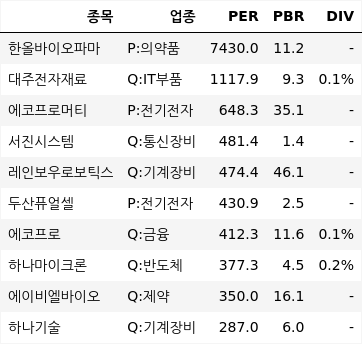 종목 업종 PER PBR DIV
한올바이오파마 P:의약품 7430.0 11.2 -
대주전자재료 Q:IT부품 1117.9 9.3 0.1%
에코프로머티 P:전기전자 648.3 35.1 -
서진시스템 Q:통신장비 481.4 1.4 -
레인보우로보틱스 Q:기계장비 474.4 46.1 -
두산퓨얼셀 P:전기전자 430.9 2.5 -
에코프로 Q:금융 412.3 11.6 0.1%
하나마이크론 Q:반도체 377.3 4.5 0.2%
에이비엘바이오 Q:제약 350.0 16.1 -
하나기술 Q:기계장비 287.0 6.0 -